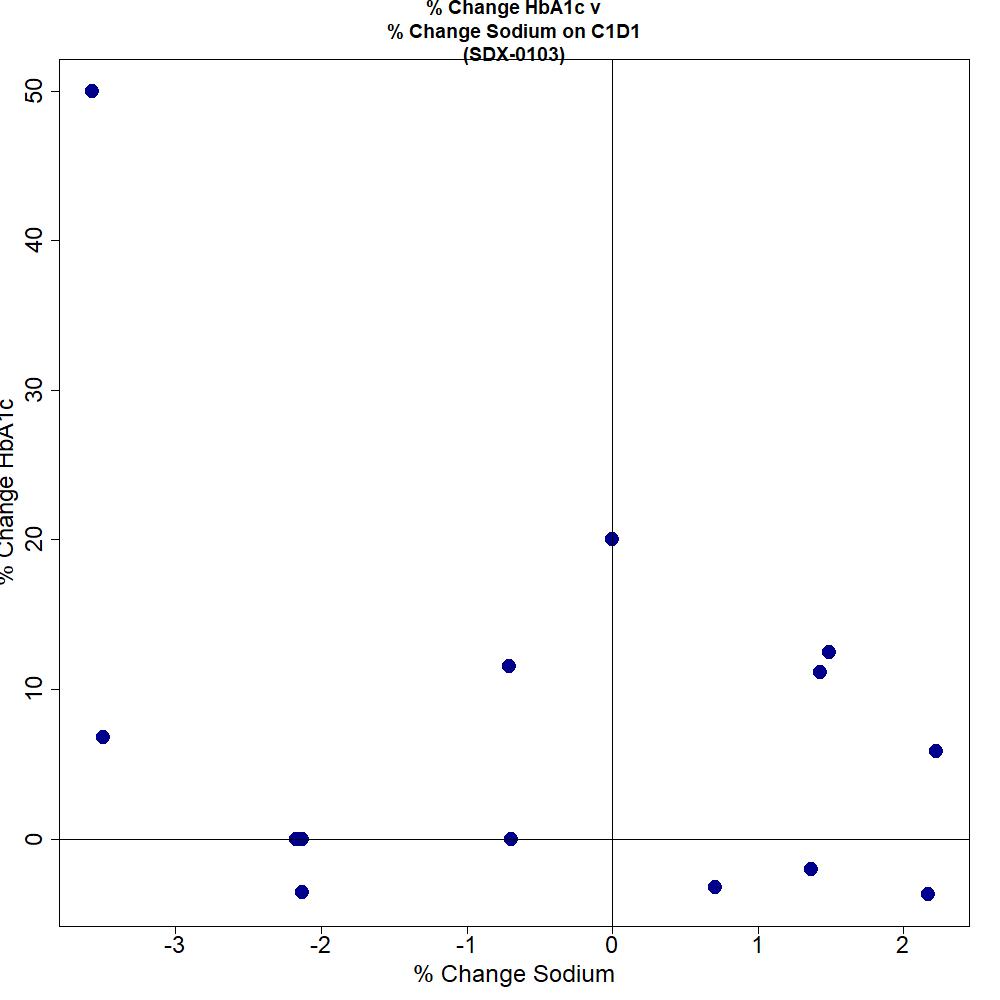 % Change HbA1c v
% Change Sodium on C1D1
(SDX-0103)
50
40
30
20
10
0
% Change HbA1c
-3 -2 -1 0 1 2
% Change Sodium